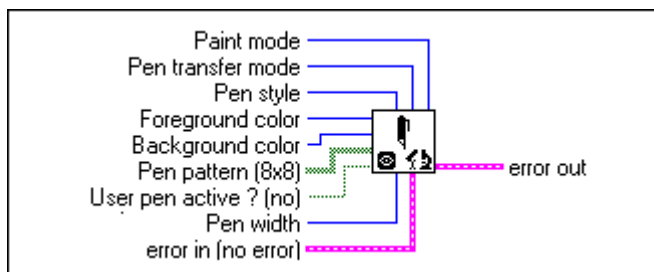 Paint mode
Pen transfer mode
Pen style
Foreground color
Background color
Pen pattern (8x8)
User pen active ? (no)
Pen width
error in (no error)
error out